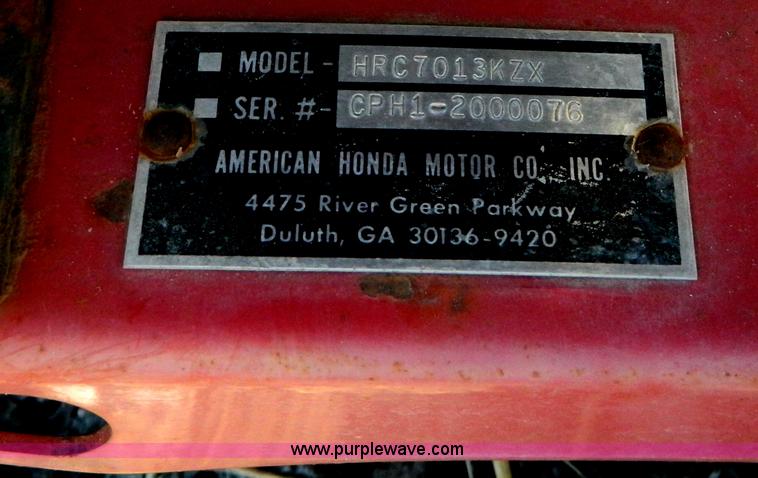 MODEL - HRC7013KZX
SER. #- CPH1-2000076
AMERICAN HONDA MOTOR CO., INC.
4475 River Green Parkway
Duluth, GA 30136-9420
www.purplewave.com